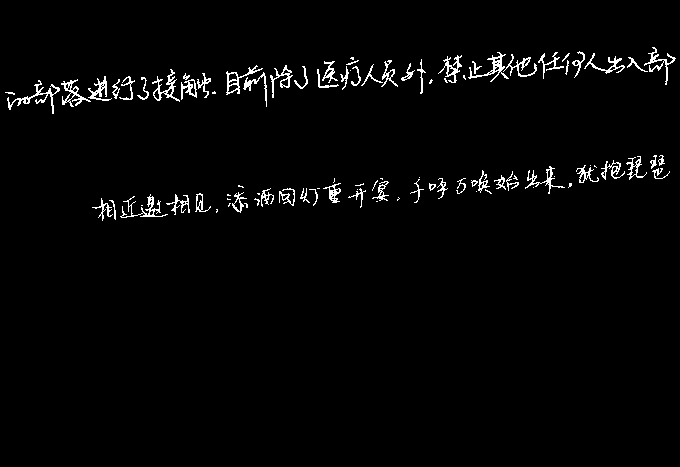 的部落进行了接触.目前除了医疗人员外,禁止其他任何人出入部
相近邀相见,添酒回灯重开宴,千呼万唤始出来,犹抱琵琶